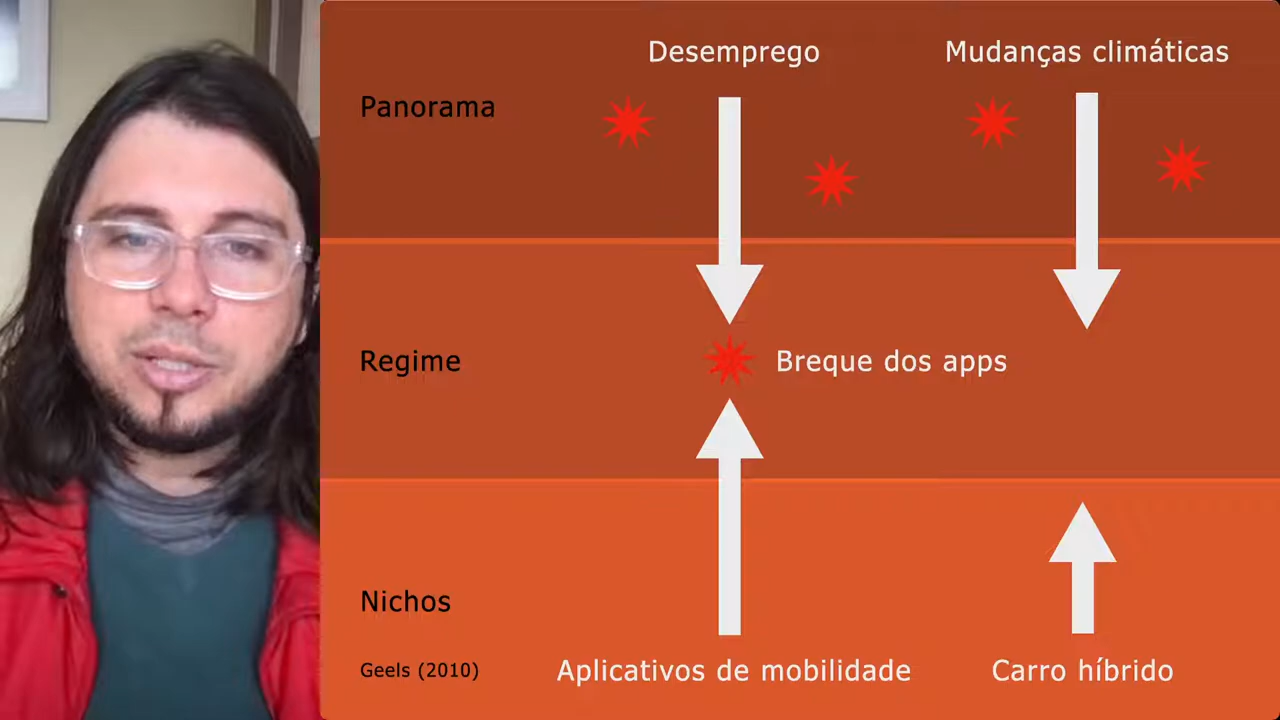 Desemprego
Mudanças climáticas
Panorama
Regime
Breque dos apps
Nichos
Geels (2010)
Aplicativos de mobilidade
Carro híbrido